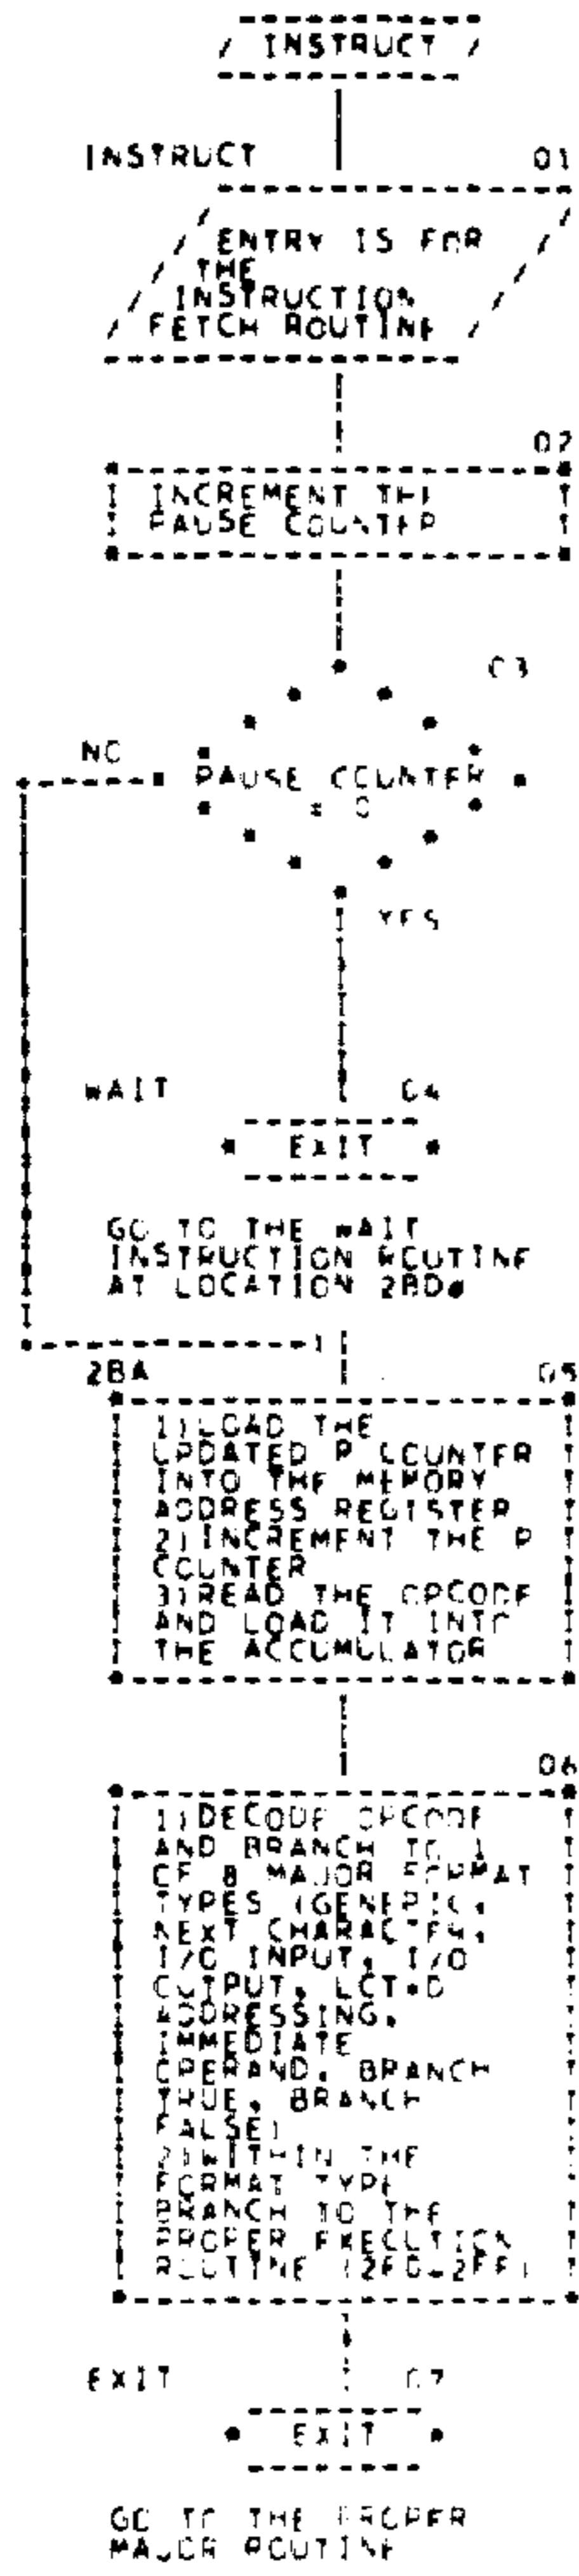 / INSTRUCT /
INSTRUCT 01
ENTRY IS FOR
THE
INSTRUCTION
FETCH ROUTINE
02
INCREMENT THE
PAUSE COUNTER
03
NO
PAUSE COUNTER
= 0
YES
WAIT 04
EXIT
GO TO THE WAIT
INSTRUCTION ROUTINE
AT LOCATION 2BD.
2BA 05
1)LOAD THE
UPDATED P COUNTER
INTO THE MEMORY
ADDRESS REGISTER
2)INCREMENT THE P
COUNTER
3)READ THE OPCODE
AND LOAD IT INTO
THE ACCUMULATOR
06
1)DECODE OPCODE
AND BRANCH TO 1
OF 8 MAJOR FORMAT
TYPES (GENERIC,
NEXT CHARACTER,
I/O INPUT, I/O
OUTPUT,
ADDRESSING,
IMMEDIATE
OPERAND, BRANCH
TRUE, BRANCH
FALSE)
2)WITHIN THE
FORMAT TYPE
BRANCH TO THE
PROPER EXECUTION
ROUTINE (2F0-2FF)
EXIT 07
EXIT
GO TO THE PROPER
MAJOR ROUTINE